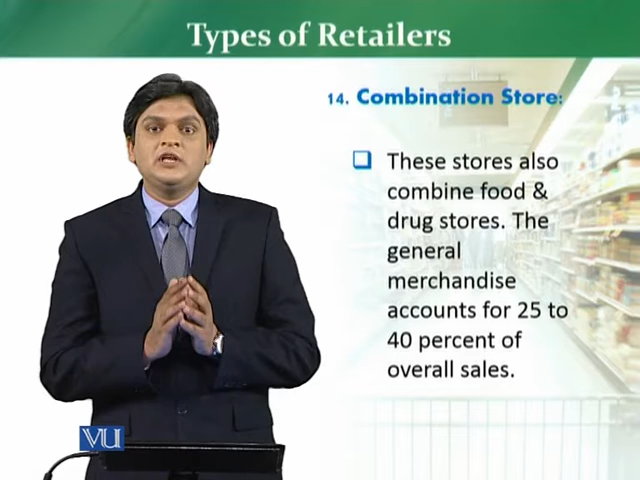 Types of Retailers
14. Combination Store:
These stores also
combine food &
drug stores. The
general
merchandise
accounts for 25 to
40 percent of
overall sales.
VU